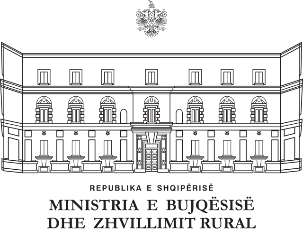 REPUBLIKA E SHQIPËRISË
MINISTRIA E BUJQËSISË
DHE ZHVILLIMIT RURAL